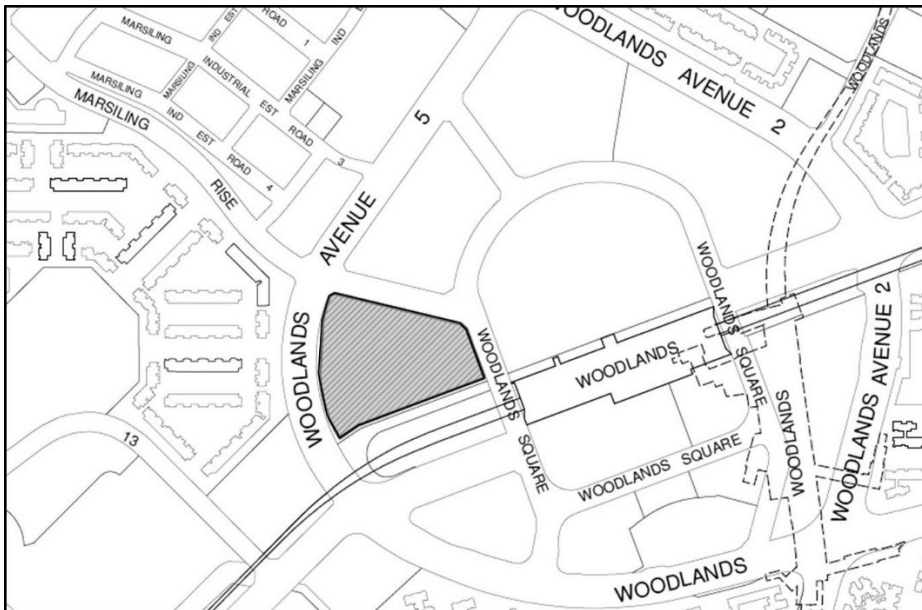 MARSILING
IND EST
ROAD 1
MARSILING
INDUSTRIAL EST ROAD 3
MARSILING IND EST
MARSILING
IND
EST
ROAD
4
MARSILING
RISE
WOODLANDS AVENUE 2
WOODLANDS
5
AVENUE
WOODLANDS
WOODLANDS SQUARE
WOODLANDS SQUARE
WOODLANDS
WOODLANDS SQUARE
WOODLANDS
WOODLANDS AVENUE 2
13
WOODLANDS